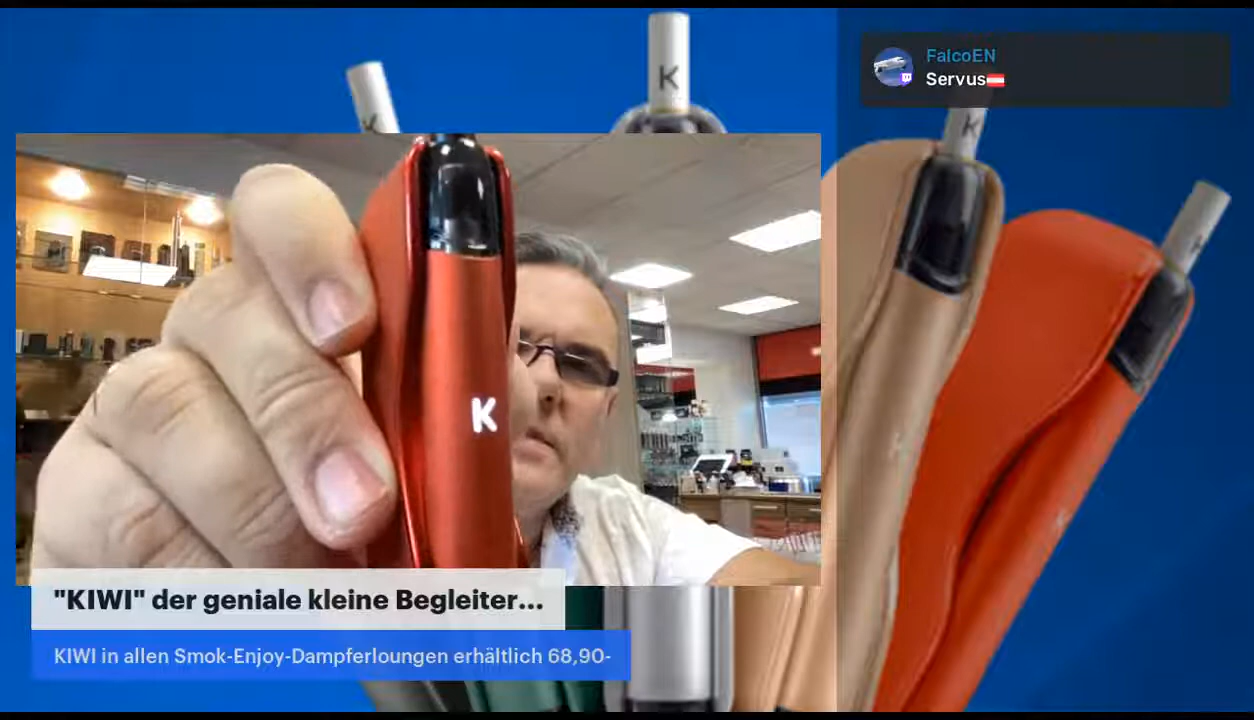 K
K
FalcoEN
Servus
K
K
K
"KIWI" der geniale kleine Begleiter...
KIWI in allen Smok-Enjoy-Dampferloungen erhältlich 68,90-